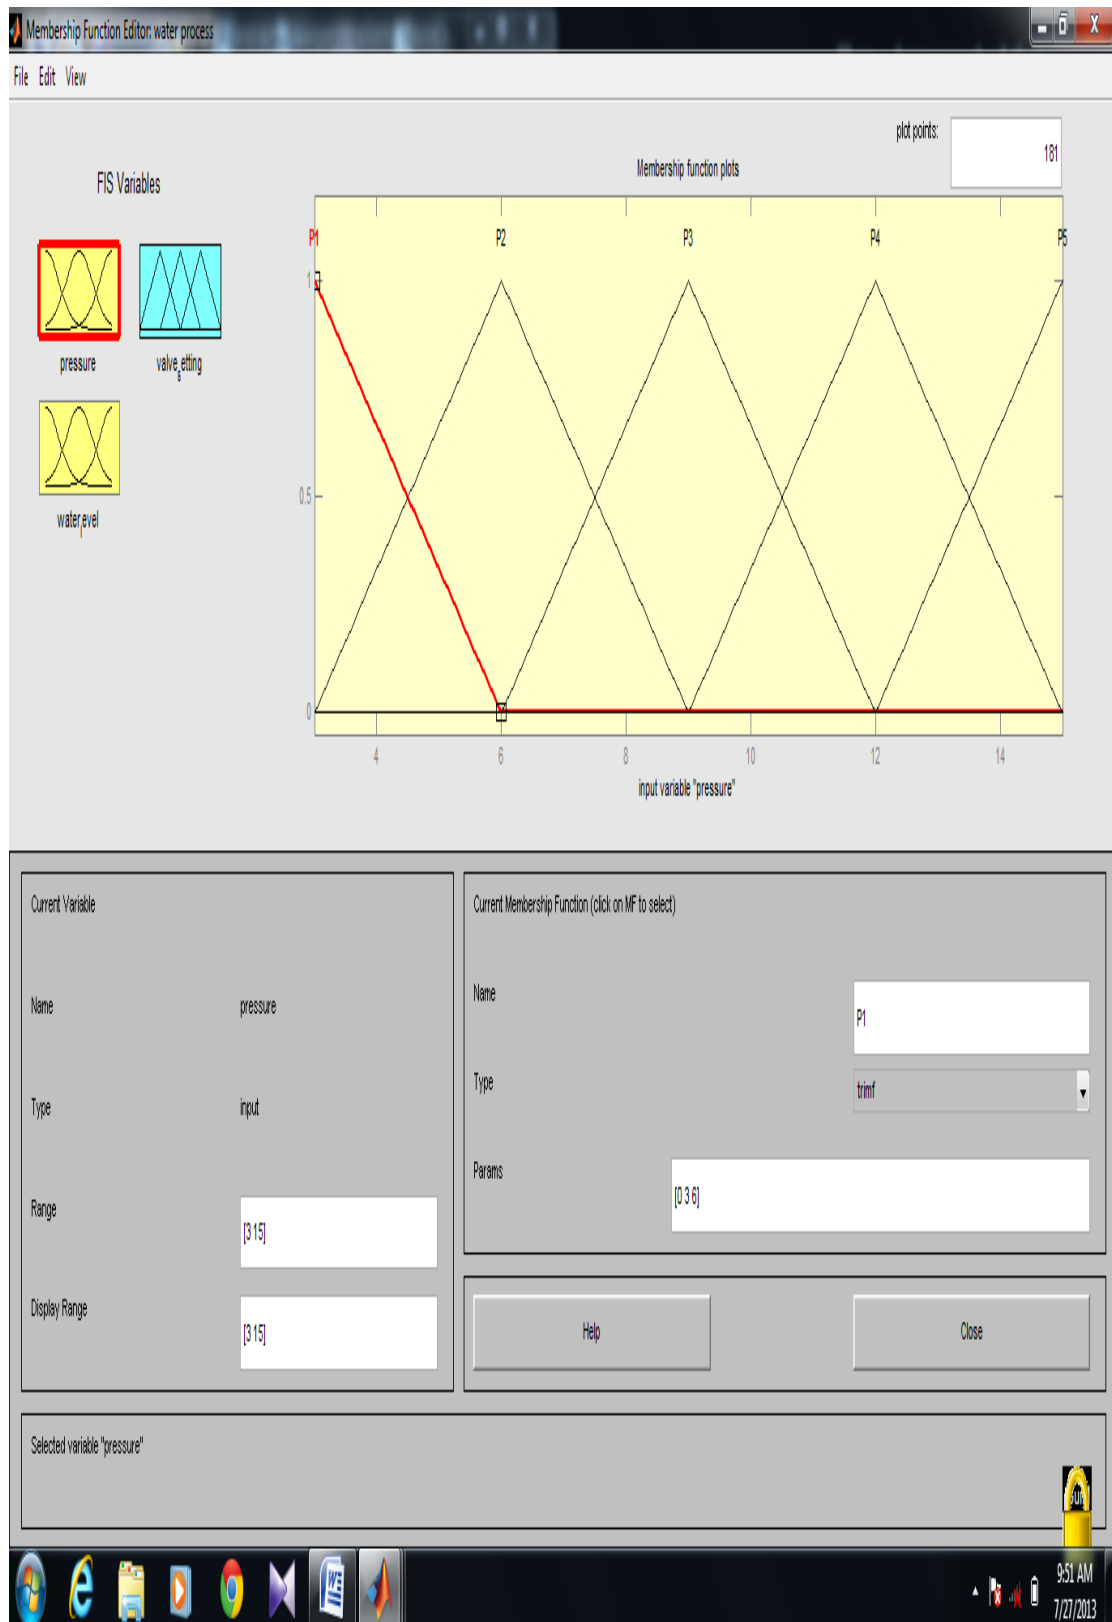 Membership Function Editor: water process
File Edit View
plot points:
181
FIS Variables
Membership function plots
P1 P2 P3 P4 P5
1
0.5
0
4 6 8 10 12 14
input variable "pressure"
pressure
valve_setting
water_level
Current Variable
Name pressure
Type input
Range [3 15]
Display Range [3 15]
Current Membership Function (click on MF to select)
Name P1
Type trimf
Params [0 3 6]
Help Close
Selected variable "pressure"
9:51 AM
7/27/2013